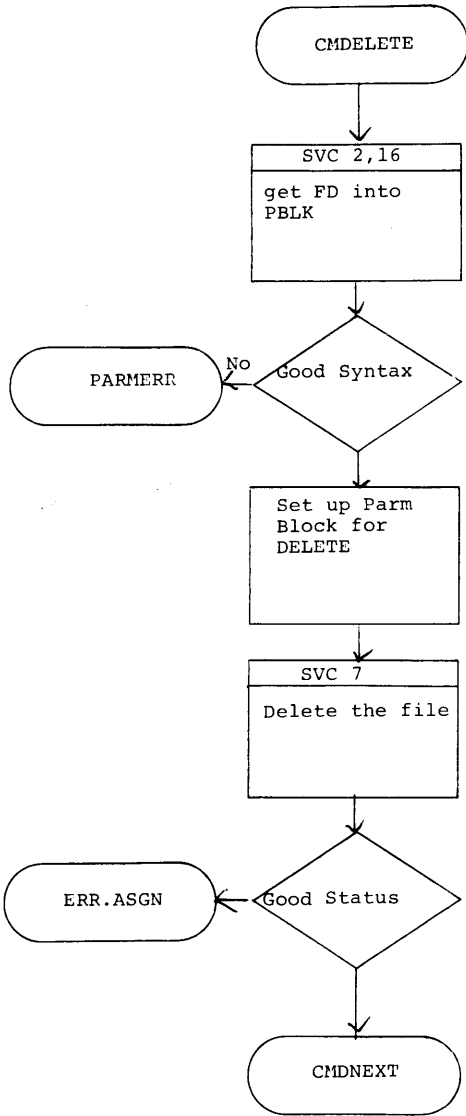 CMDELETE
SVC 2,16
get FD into
PBLK
No
Good Syntax
PARMERR
Set up Parm
Block for
DELETE
SVC 7
Delete the file
ERR.ASGN
Good Status
CMDNEXT